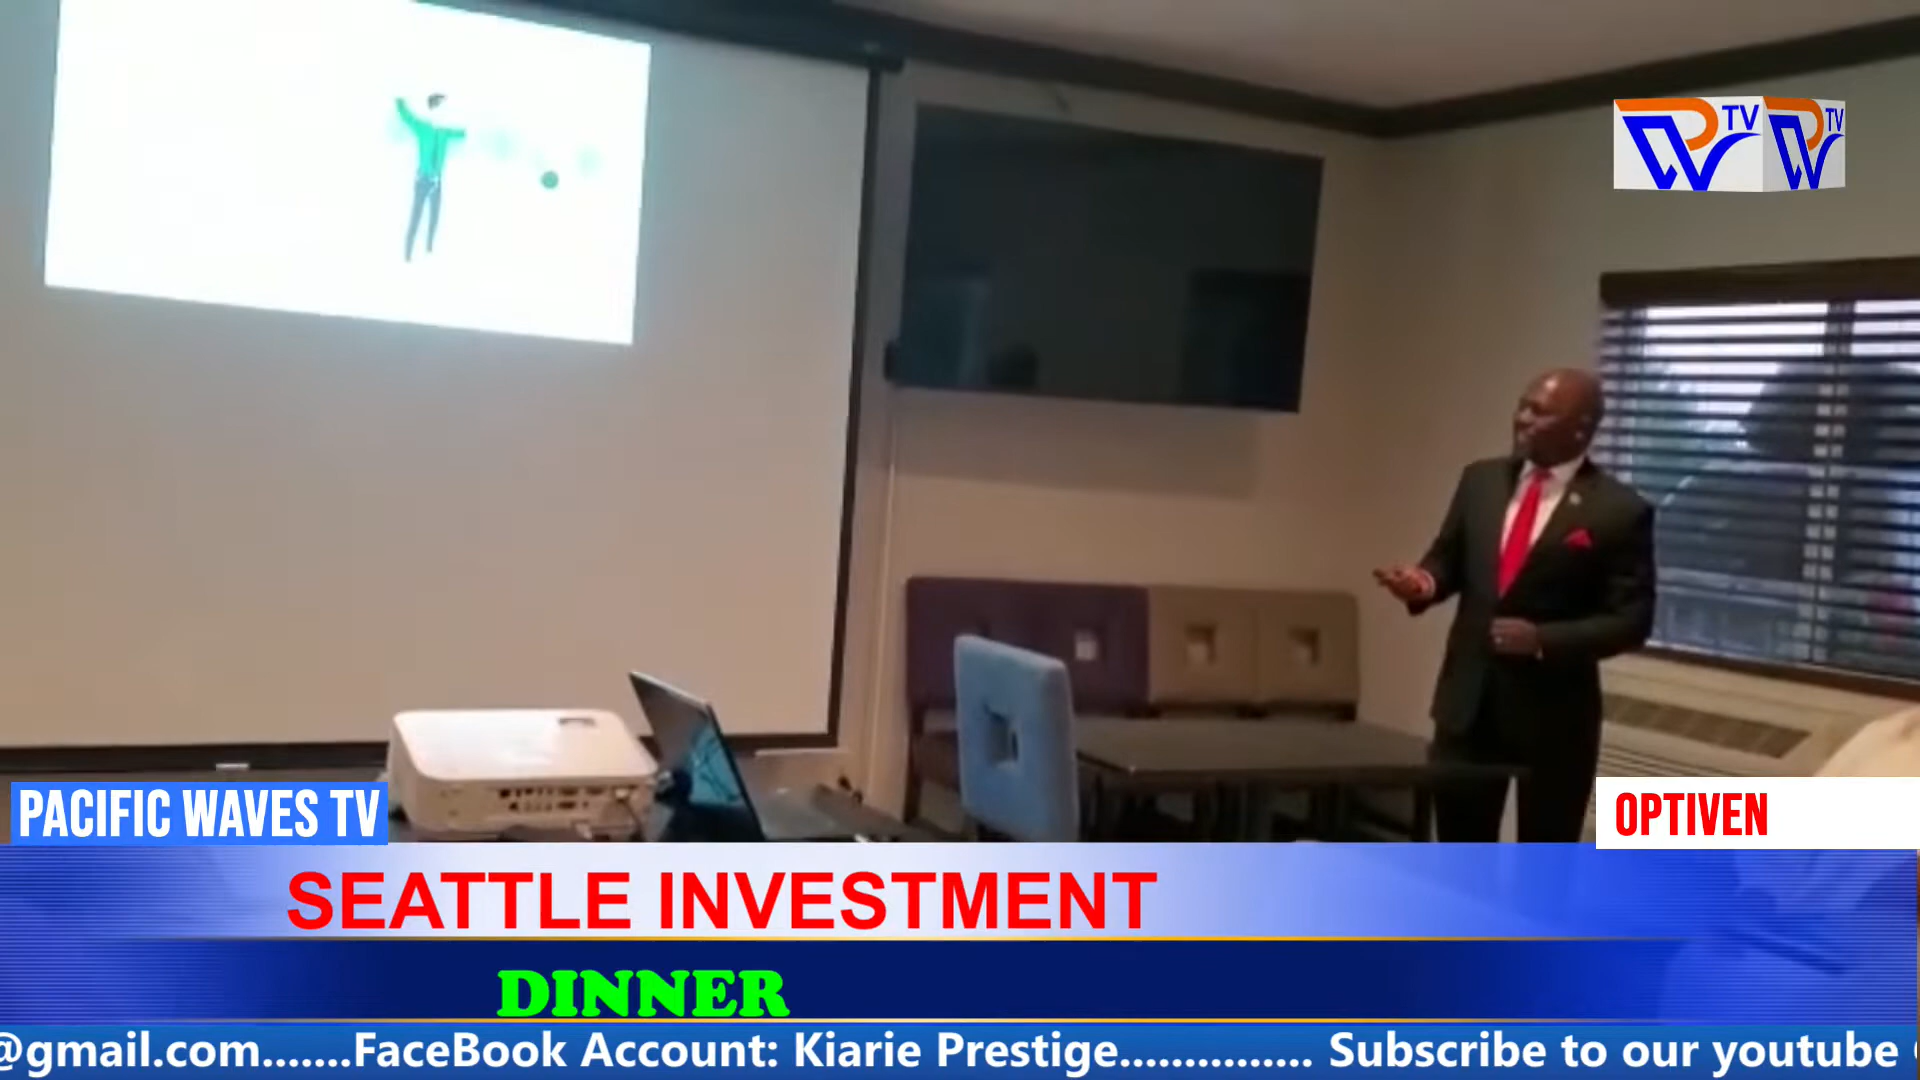 TV TV
PACIFIC WAVES TV
OPTIVEN
SEATTLE INVESTMENT
DINNER
@gmail.com.......FaceBook Account: Kiarie Prestige.............. Subscribe to our youtube